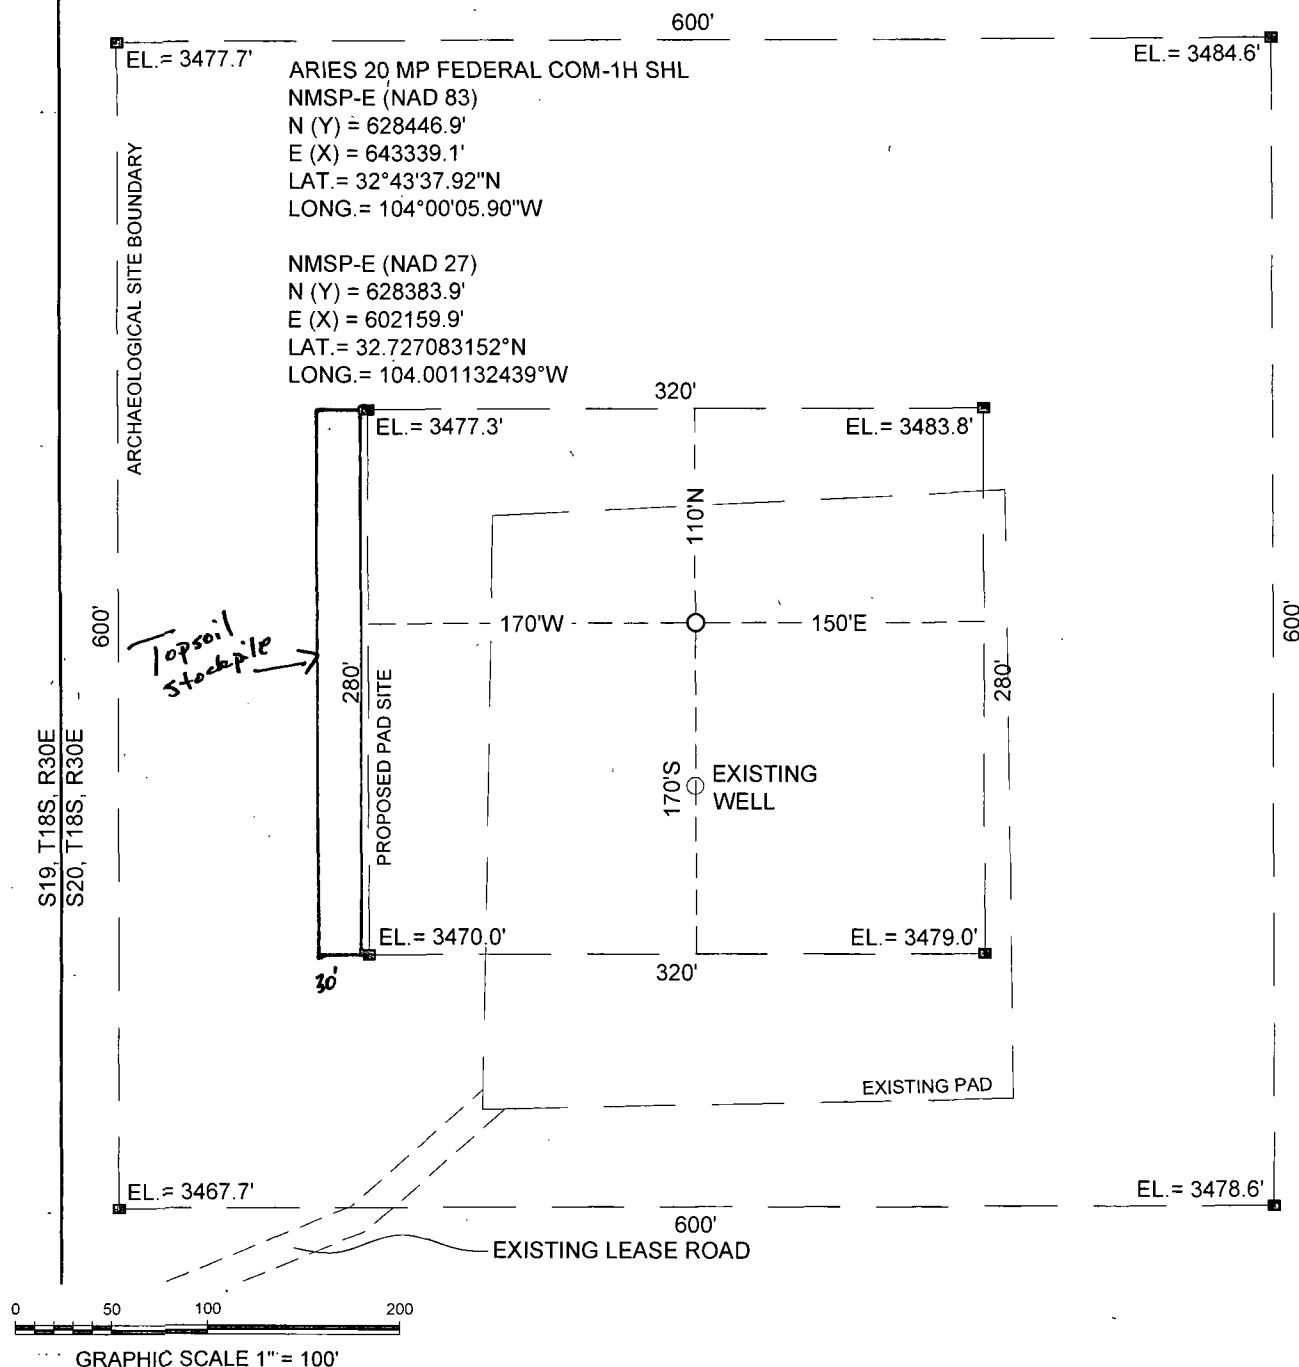 600'
EL.= 3477.7'
EL.= 3484.6'
ARIES 20 MP FEDERAL COM-1H SHL
NMSP-E (NAD 83)
N (Y) = 628446.9'
E (X) = 643339.1'
LAT.= 32°43'37.92"N
LONG.= 104°00'05.90"W
NMSP-E (NAD 27)
N (Y) = 628383.9'
E (X) = 602159.9'
LAT.= 32.727083152°N
LONG.= 104.001132439°W
ARCHAEOLOGICAL SITE BOUNDARY
320'
EL.= 3477.3'
EL.= 3483.8'
110'N
170'W
150'E
600'
600'
Topsoil
stockpile
280'
280'
PROPOSED PAD SITE
170'S
EXISTING
WELL
S19, T18S, R30E
S20, T18S, R30E
EL.= 3470.0'
EL.= 3479.0'
320'
30'
EXISTING PAD
EL.= 3467.7'
EL.= 3478.6'
600'
EXISTING LEASE ROAD
0 50 100 200
GRAPHIC SCALE 1" = 100'